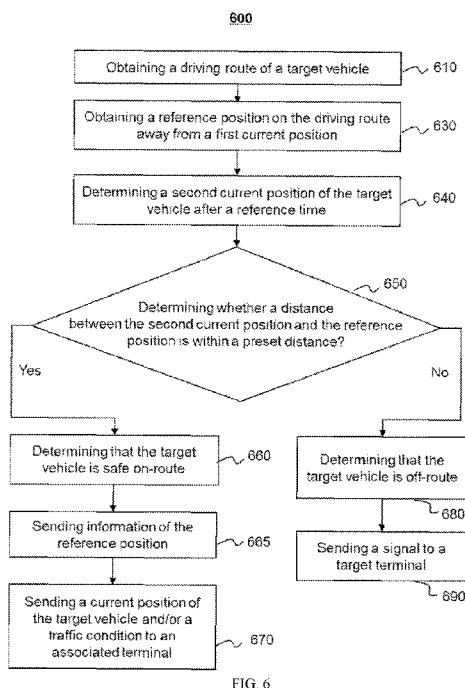 600
Obtaining a driving route of a target vehicle
610
Obtaining a reference position on the driving route
away from a first current position
630
Determining a second current position of the target
vehicle after a reference time
640
650
Determining whether a distance
between the second current position and the reference
position is within a preset distance?
Yes
No
Determining that the target
vehicle is safe on-route
660
Determining that the
target vehicle is off-route
680
Sending information of the
reference position
665
Sending a signal to a
target terminal
690
Sending a current position of
the target vehicle and/or a
traffic condition to an
associated terminal
670
FIG. 6